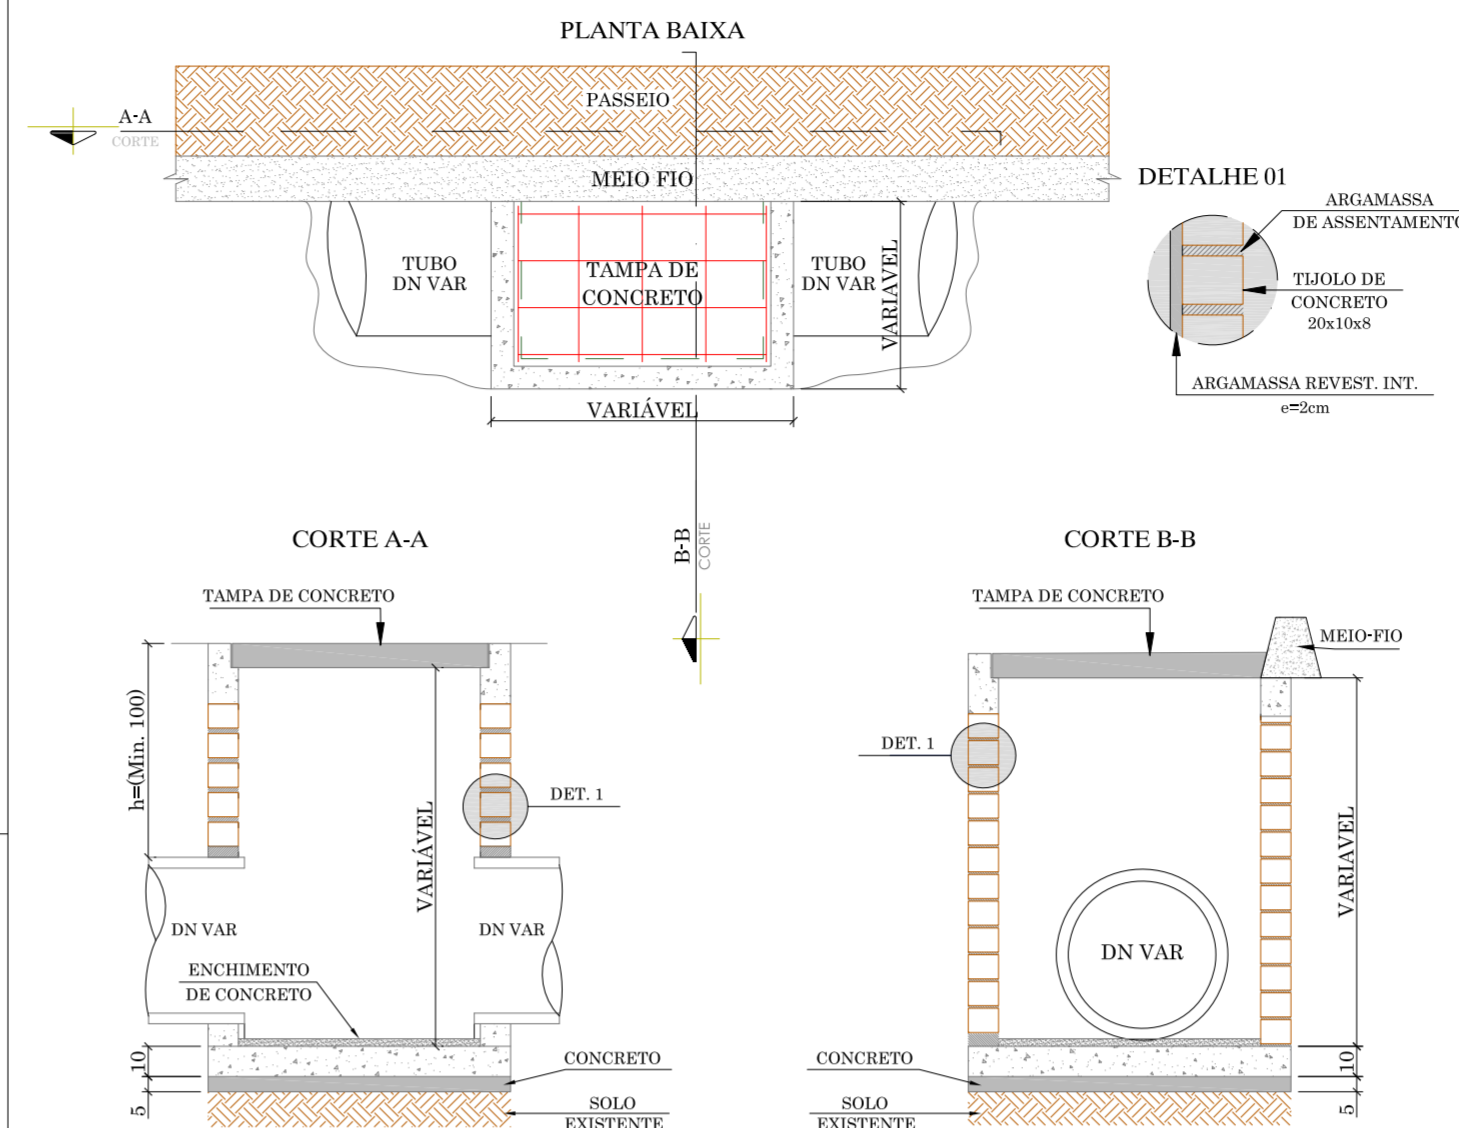 PLANTA BAIXA
PASSEIO
A-A
CORTE
MEIO FIO
DETALHE 01
ARGAMASSA
DE ASSENTAMENTO
TUBO
DN VAR
TAMPA DE
CONCRETO
TUBO
DN VAR
VARIAVEL
TIJOLO DE
CONCRETO
20x10x8
ARGAMASSA REVEST. INT.
e=2cm
VARIÁVEL
B-B
CORTE
CORTE A-A
TAMPA DE CONCRETO
h=(Min. 100)
DET. 1
VARIÁVEL
DN VAR
DN VAR
ENCHIMENTO
DE CONCRETO
10
5
CONCRETO
SOLO
EXISTENTE
CORTE B-B
TAMPA DE CONCRETO
MEIO-FIO
DET. 1
VARIAVEL
DN VAR
CONCRETO
10
5
SOLO
EXISTENTE